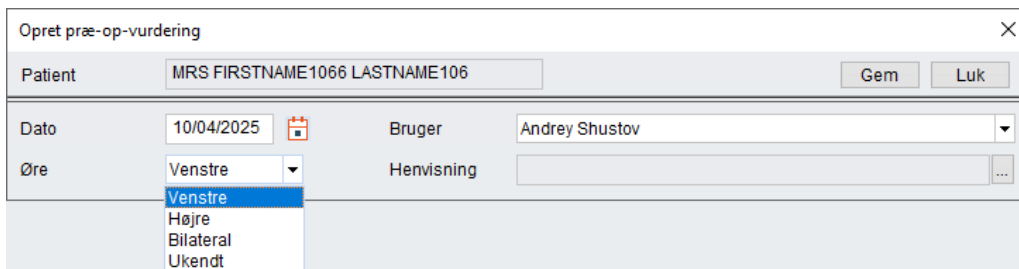 Opret præ-op-vurdering
Patient MRS FIRSTNAME1066 LASTNAME106 Gem Luk
Dato 10/04/2025 Bruger Andrey Shustov
Øre Venstre Henvisning ...
Venstre
Højre
Bilateral
Ukendt